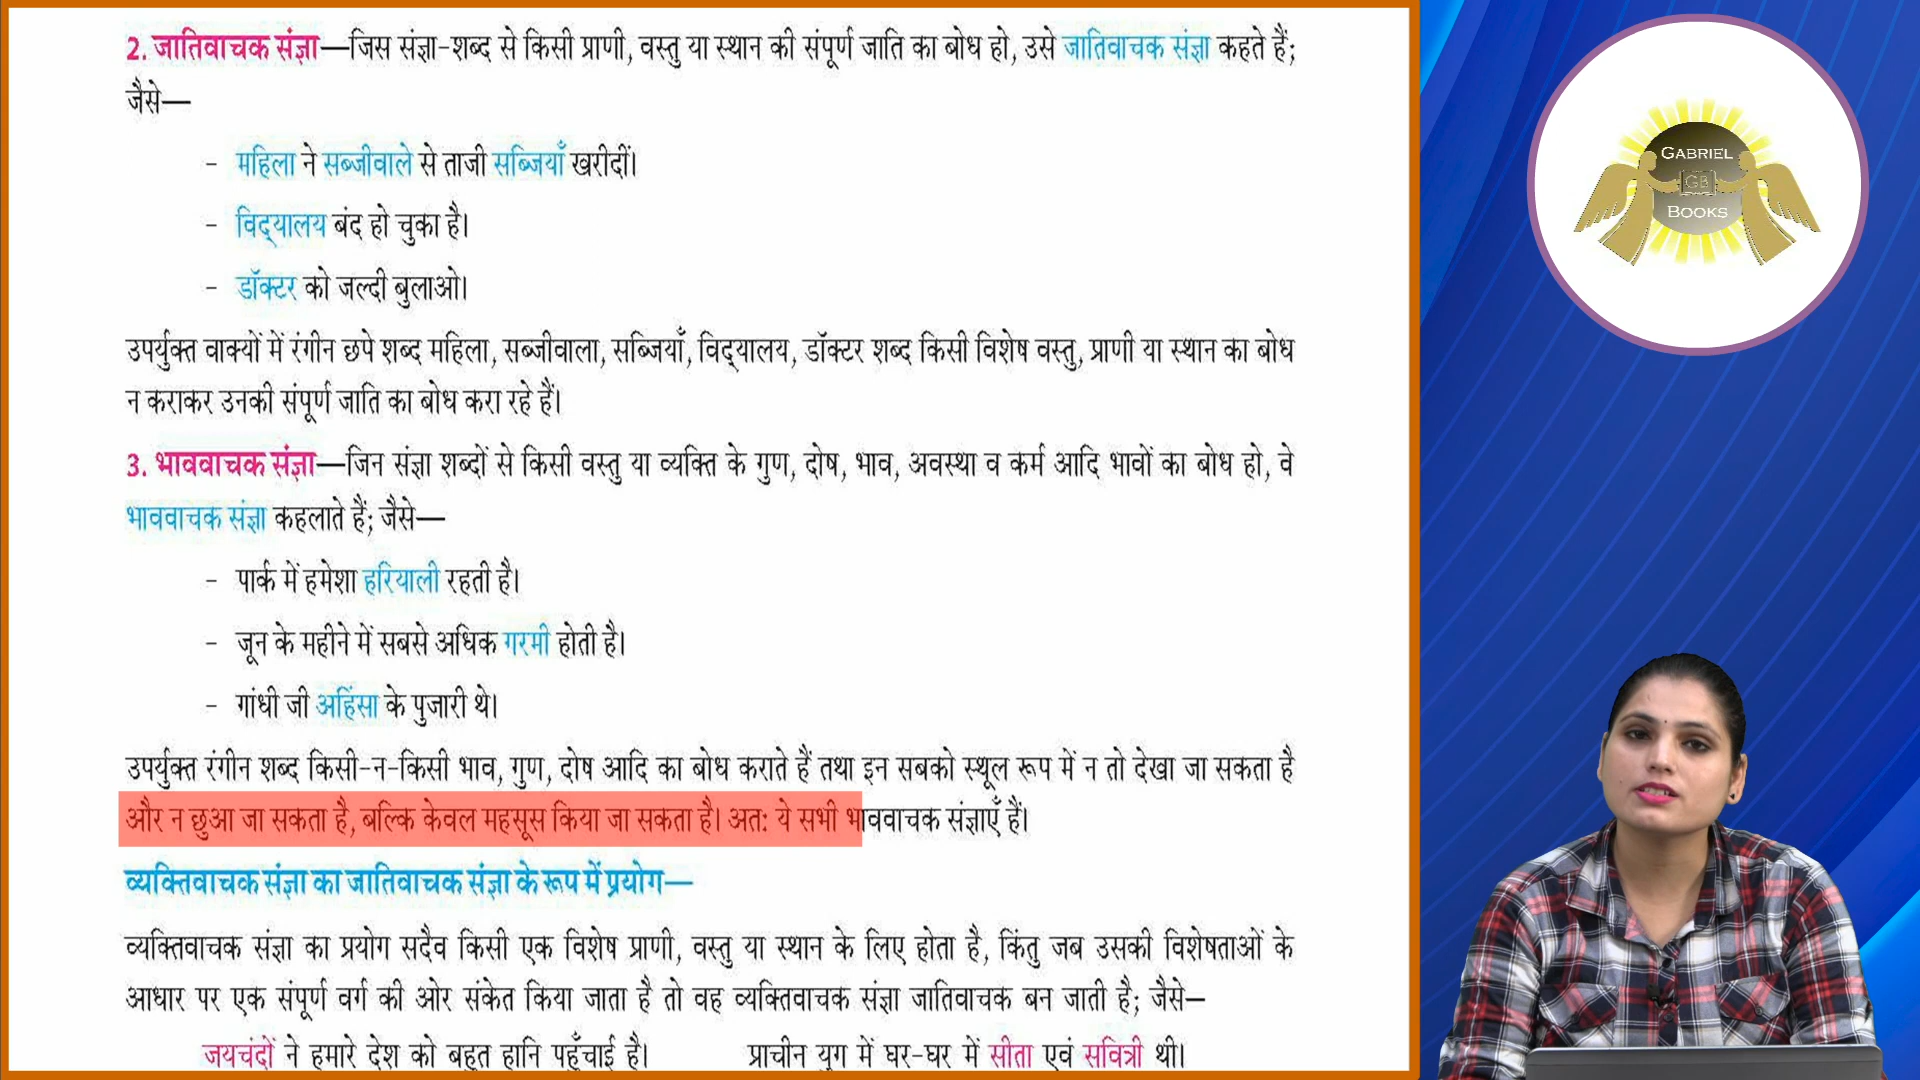 2. जातिवाचक संज्ञा—जिस संज्ञा-शब्द से किसी प्राणी, वस्तु या स्थान की संपूर्ण जाति का बोध हो, उसे जातिवाचक संज्ञा कहते हैं;
जैसे—
- महिला ने सब्जीवाले से ताजी सब्जियाँ खरीदीं।
- विद्‌यालय बंद हो चुका है।
- डॉक्टर को जल्दी बुलाओ।
उपर्युक्त वाक्यों में रंगीन छपे शब्द महिला, सब्जीवाला, सब्जियाँ, विद्‌यालय, डॉक्टर शब्द किसी विशेष वस्तु, प्राणी या स्थान का बोध
न कराकर उनकी संपूर्ण जाति का बोध करा रहे हैं।
3. भाववाचक संज्ञा—जिन संज्ञा शब्दों से किसी वस्तु या व्यक्ति के गुण, दोष, भाव, अवस्था व कर्म आदि भावों का बोध हो, वे
भाववाचक संज्ञा कहलाते हैं; जैसे—
- पार्क में हमेशा हरियाली रहती है।
- जून के महीने में सबसे अधिक गरमी होती है।
- गांधी जी अहिंसा के पुजारी थे।
उपर्युक्त रंगीन शब्द किसी-न-किसी भाव, गुण, दोष आदि का बोध कराते हैं तथा इन सबको स्थूल रूप में न तो देखा जा सकता है
और न छुआ जा सकता है, बल्कि केवल महसूस किया जा सकता है। अत: ये सभी भाववाचक संज्ञाएँ हैं।
व्यक्तिवाचक संज्ञा का जातिवाचक संज्ञा के रूप में प्रयोग—
व्यक्तिवाचक संज्ञा का प्रयोग सदैव किसी एक विशेष प्राणी, वस्तु या स्थान के लिए होता है, किंतु जब उसकी विशेषताओं के
आधार पर एक संपूर्ण वर्ग की ओर संकेत किया जाता है तो वह व्यक्तिवाचक संज्ञा जातिवाचक बन जाती है; जैसे—
जयचंदों ने हमारे देश को बहुत हानि पहुँचाई है। प्राचीन युग में घर-घर में सीता एवं सवित्री थी।
GABRIEL
GB
BOOKS